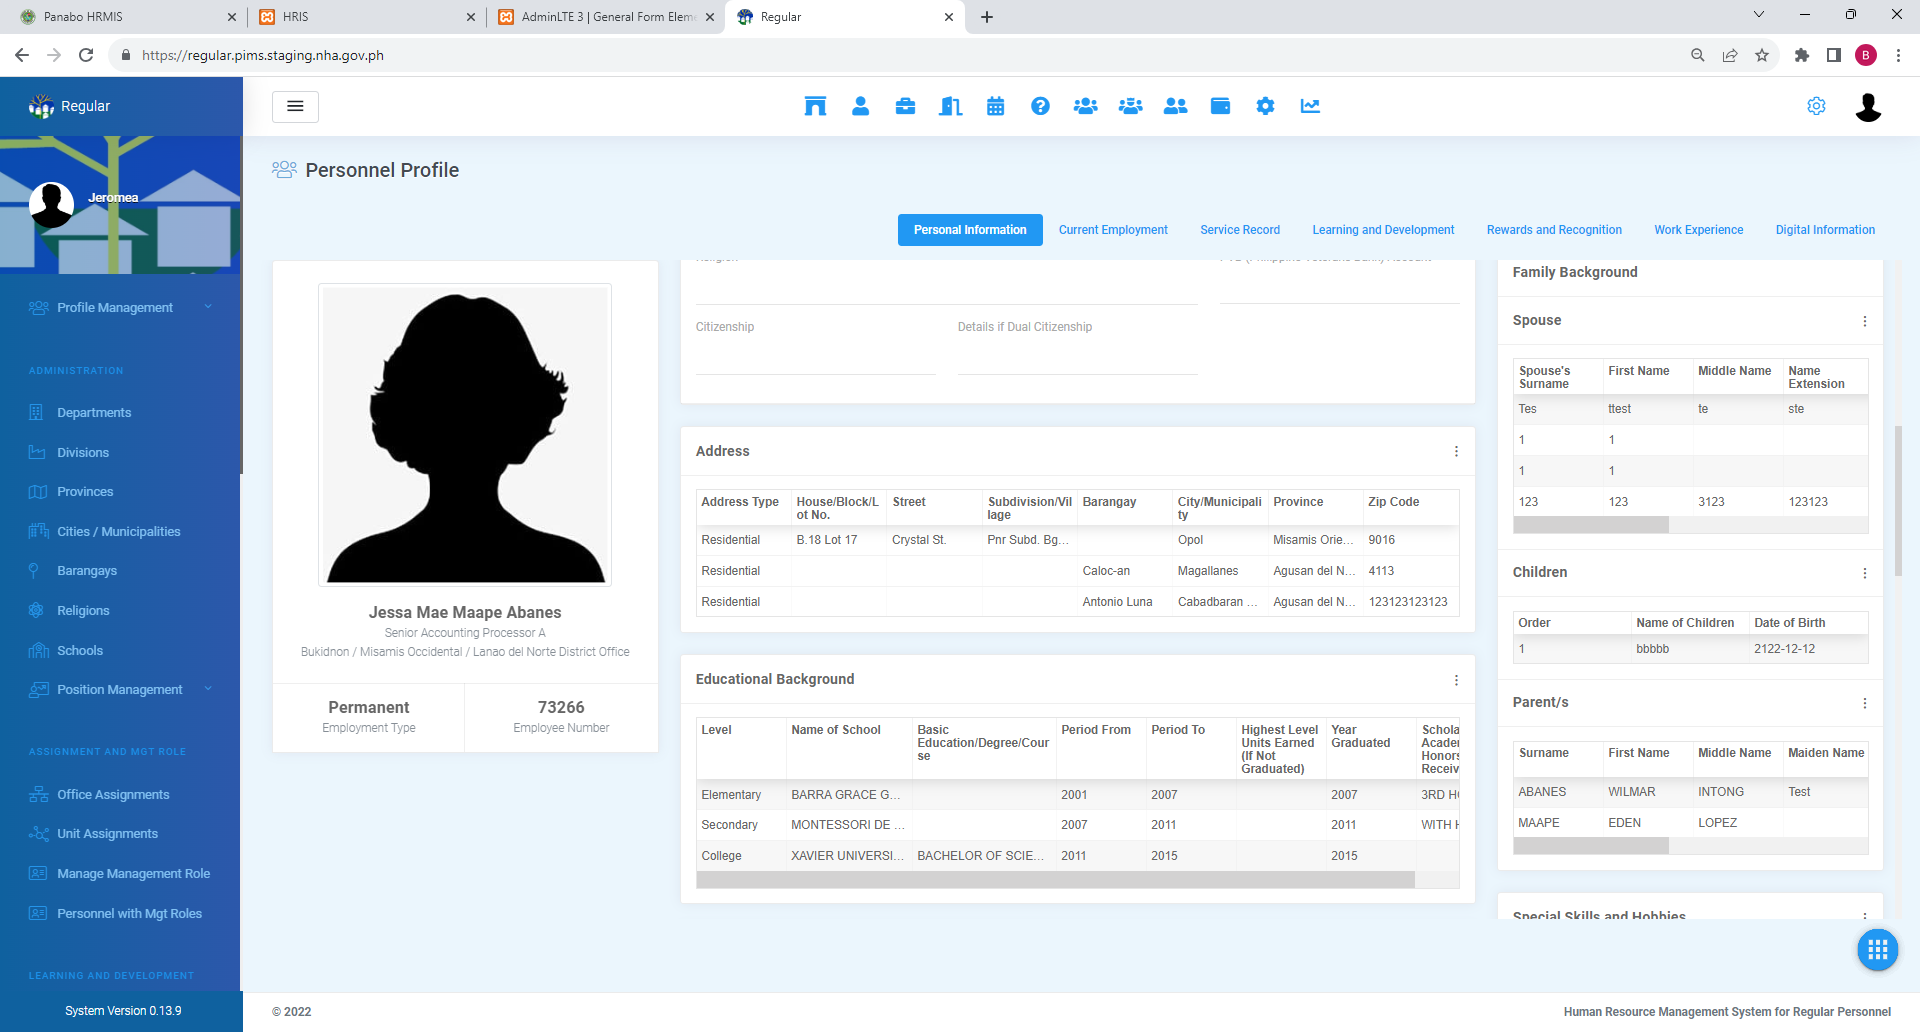 Panabo HRMIS
HRIS
AdminLTE 3 | General Form Elem
Regular
https://regular.pims.staging.nha.gov.ph
B
Regular
Jeromea
Profile Management
ADMINISTRATION
Departments
Divisions
Provinces
Cities / Municipalities
Barangays
Religions
Schools
Position Management
ASSIGNMENT AND MGT ROLE
Office Assignments
Unit Assignments
Manage Management Role
Personnel with Mgt Roles
LEARNING AND DEVELOPMENT
System Version 0.13.9
Personnel Profile
Personal Information
Current Employment
Service Record
Learning and Development
Rewards and Recognition
Work Experience
Digital Information
Jessa Mae Maape Abanes
Senior Accounting Processor A
Bukidnon / Misamis Occidental / Lanao del Norte District Office
Permanent
Employment Type
73266
Employee Number
Citizenship
Details if Dual Citizenship
Address
Address Type House/Block/L Street Subdivision/Vil Barangay City/Municipali Province Zip Code
ot No. lage ty
Residential B.18 Lot 17 Crystal St. Pnr Subd. Bg... Opol Misamis Orie... 9016
Residential Caloc-an Magallanes Agusan del N... 4113
Residential Antonio Luna Cabadbaran ... Agusan del N... 123123123123
Educational Background
Level Name of School Basic Period From Period To Highest Level Year Schola
Education/Degree/Cour Units Earned Graduated Acader
se (If Not Honors
Graduated) Receiv
Elementary BARRA GRACE G... 2001 2007 2007 3RD H
Secondary MONTESSORI DE ... 2007 2011 2011 WITH H
College XAVIER UNIVERSI... BACHELOR OF SCIE... 2011 2015 2015
Family Background
Spouse
Spouse's First Name Middle Name Name
Surname Extension
Tes ttest te ste
1 1
1 1
123 123 3123 123123
Children
Order Name of Children Date of Birth
1 bbbbb 2122-12-12
Parent/s
Surname First Name Middle Name Maiden Name
ABANES WILMAR INTONG Test
MAAPE EDEN LOPEZ
Special Skills and Hobbies
© 2022
Human Resource Management System for Regular Personnel